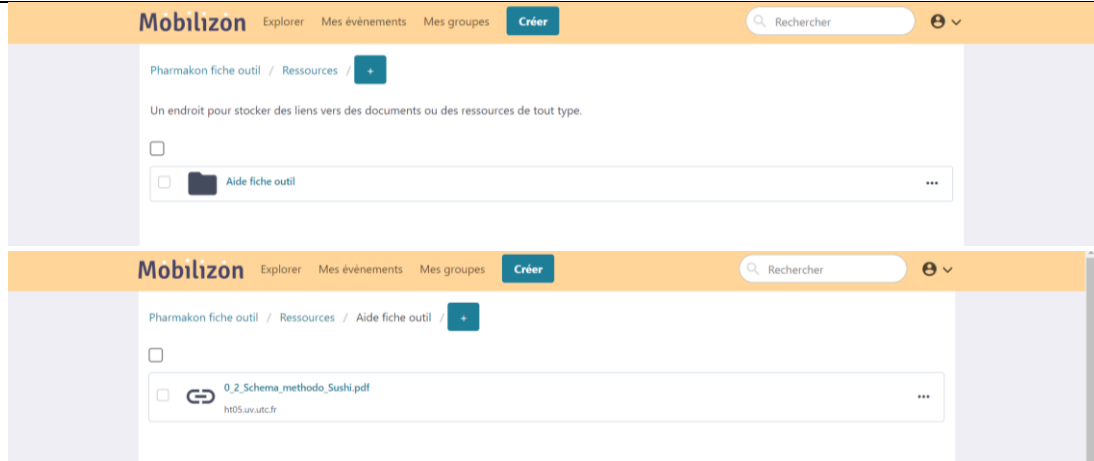 Mobilizon Explorer Mes évènements Mes groupes Créer Rechercher
Pharmakon fiche outil / Ressources / +
Un endroit pour stocker des liens vers des documents ou des ressources de tout type.
Aide fiche outil
Mobilizon Explorer Mes évènements Mes groupes Créer Rechercher
Pharmakon fiche outil / Ressources / Aide fiche outil / +
0_2_Schema_methodo_Sushi.pdf
ht05.uv.utc.fr